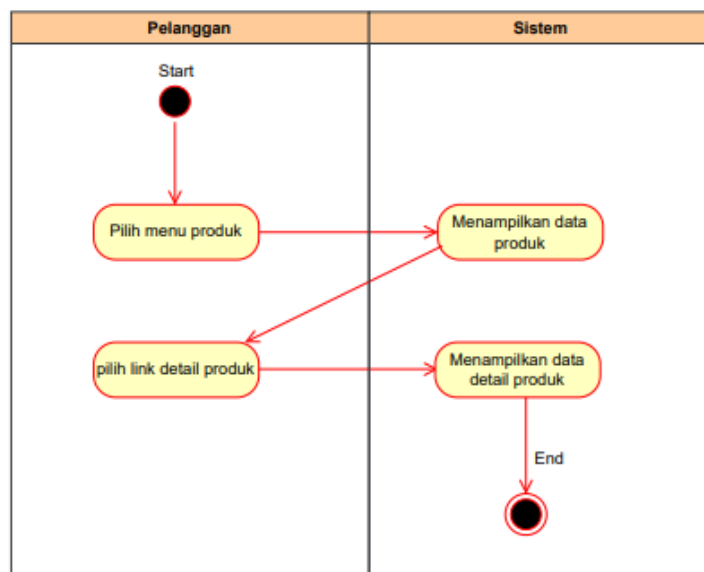 Pelanggan
Sistem
Start
Pilih menu produk
Menampilkan data
produk
pilih link detail produk
Menampilkan data
detail produk
End